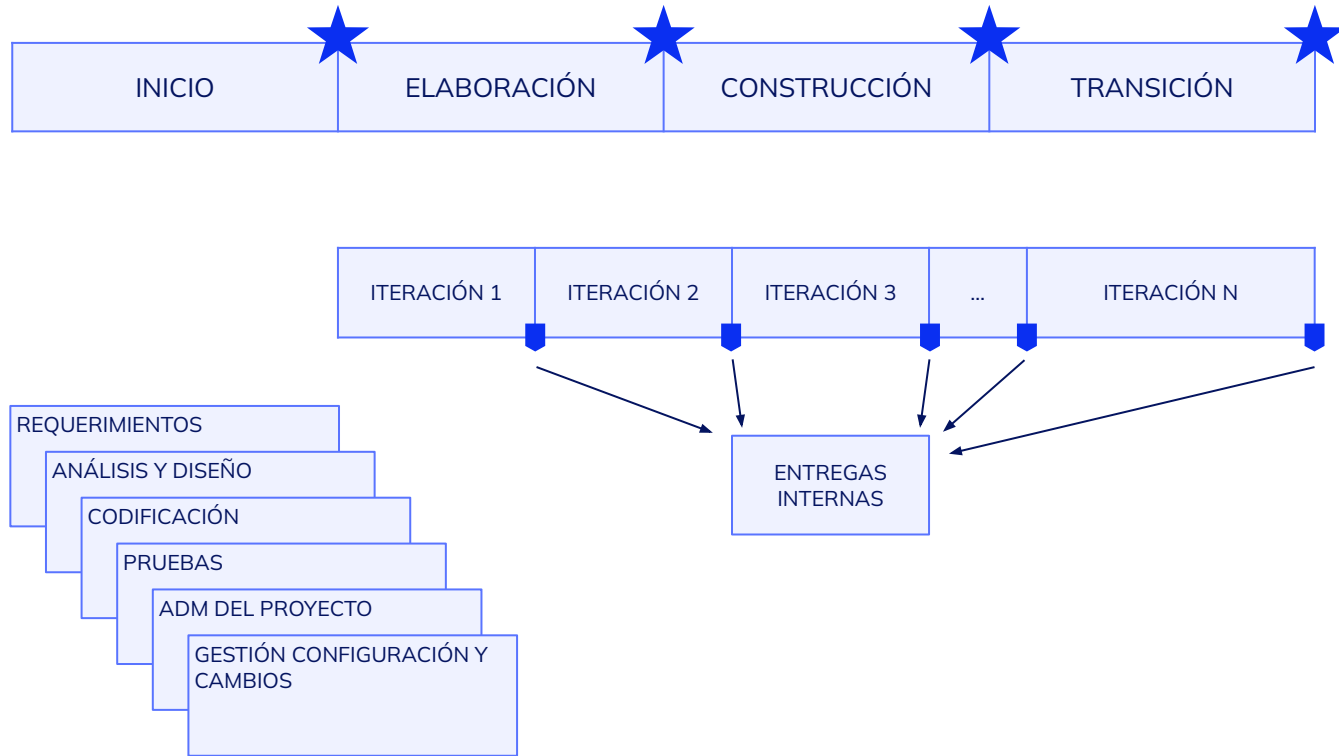 INICIO
ELABORACIÓN
CONSTRUCCIÓN
TRANSICIÓN
ITERACIÓN 1
ITERACIÓN 2
ITERACIÓN 3
...
ITERACIÓN N
REQUERIMIENTOS
ANÁLISIS Y DISEÑO
CODIFICACIÓN
PRUEBAS
ADM DEL PROYECTO
GESTIÓN CONFIGURACIÓN Y
CAMBIOS
ENTREGAS
INTERNAS